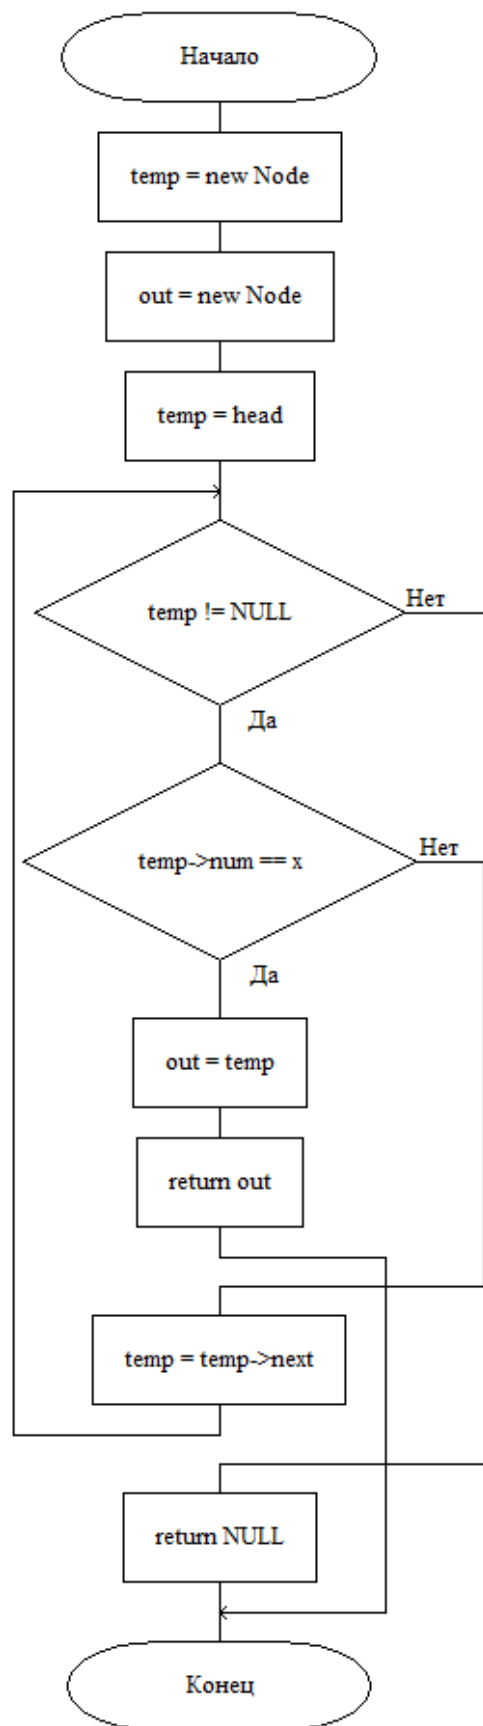 Начало
temp = new Node
out = new Node
temp = head
temp != NULL
Нет
Да
temp->num == x
Нет
Да
out = temp
return out
temp = temp->next
return NULL
Конец